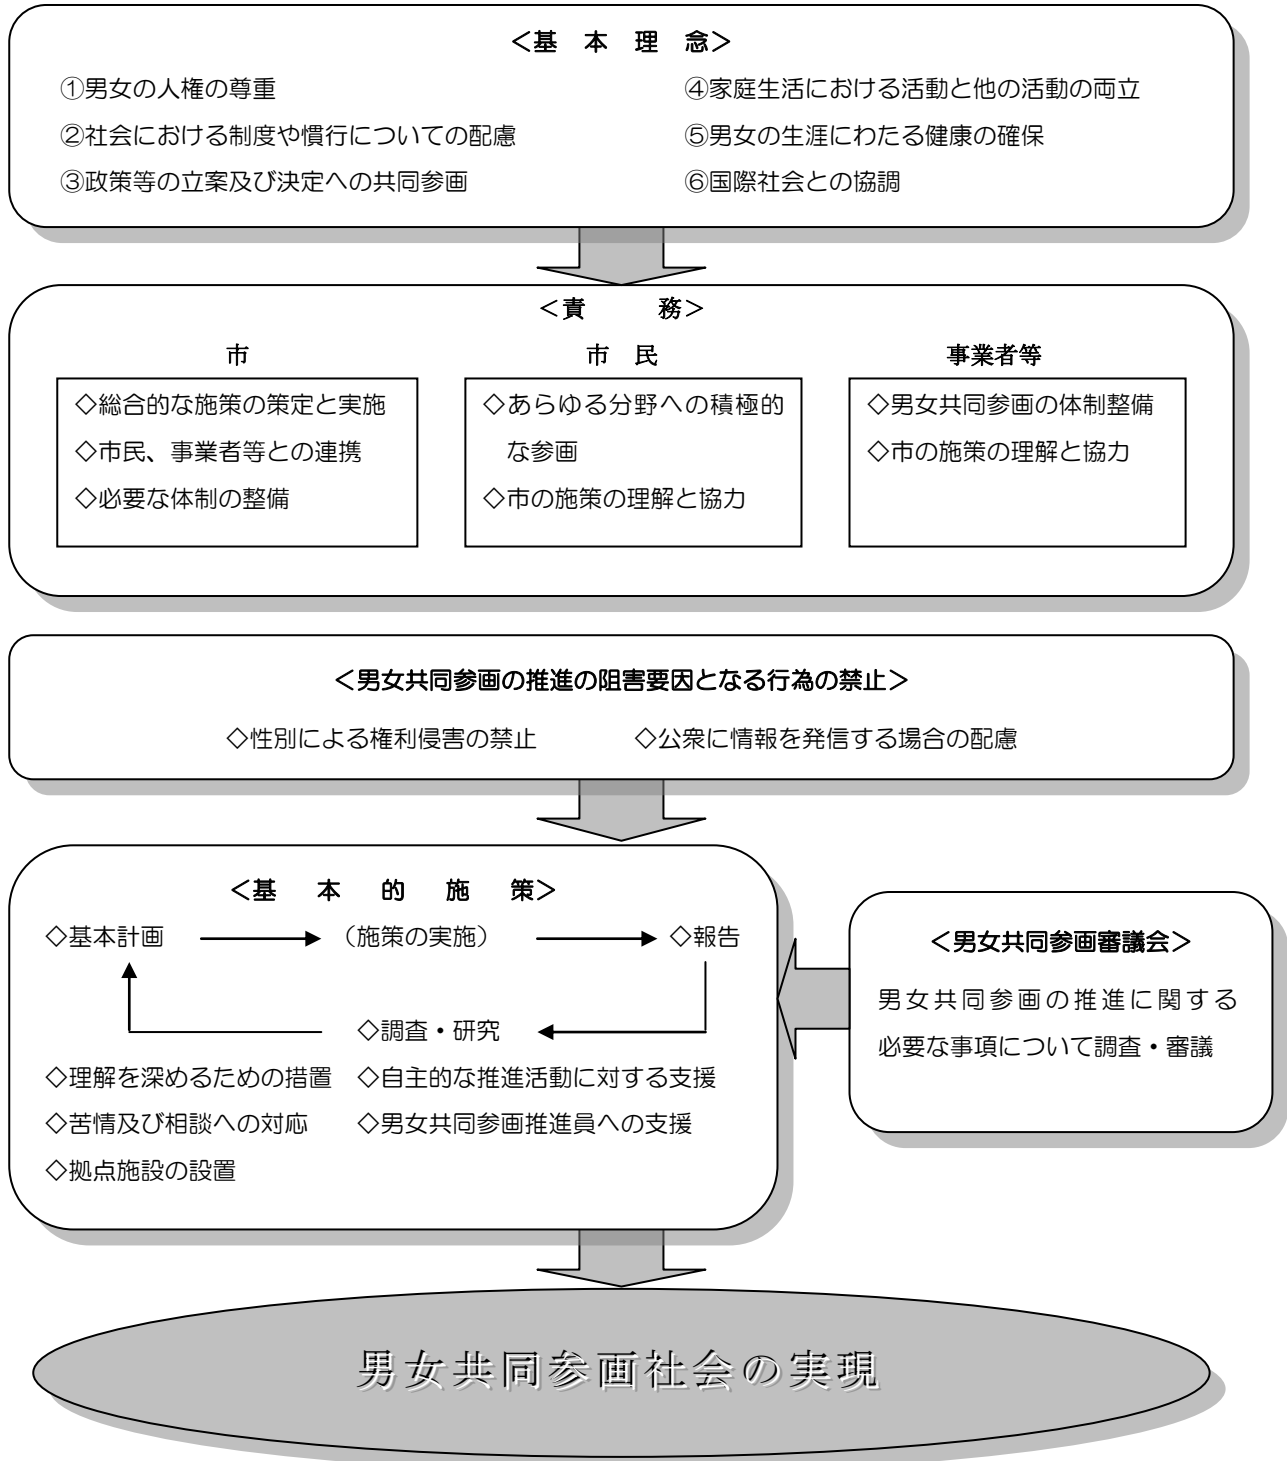 ＜基　本　理　念＞
①男女の人権の尊重
②社会における制度や慣行についての配慮
③政策等の立案及び決定への共同参画
④家庭生活における活動と他の活動の両立
⑤男女の生涯にわたる健康の確保
⑥国際社会との協調
＜責　　務＞
市
◇総合的な施策の策定と実施
◇市民、事業者等との連携
◇必要な体制の整備
市　民
◇あらゆる分野への積極的
な参画
◇市の施策の理解と協力
事業者等
◇男女共同参画の体制整備
◇市の施策の理解と協力
＜男女共同参画の推進の阻害要因となる行為の禁止＞
◇性別による権利侵害の禁止　　◇公衆に情報を発信する場合の配慮
＜基　本　的　施　策＞
◇基本計画　（施策の実施）　◇報告
◇調査・研究
◇理解を深めるための措置　◇自主的な推進活動に対する支援
◇苦情及び相談への対応　◇男女共同参画推進員への支援
◇拠点施設の設置
＜男女共同参画審議会＞
男女共同参画の推進に関する
必要な事項について調査・審議
男女共同参画社会の実現